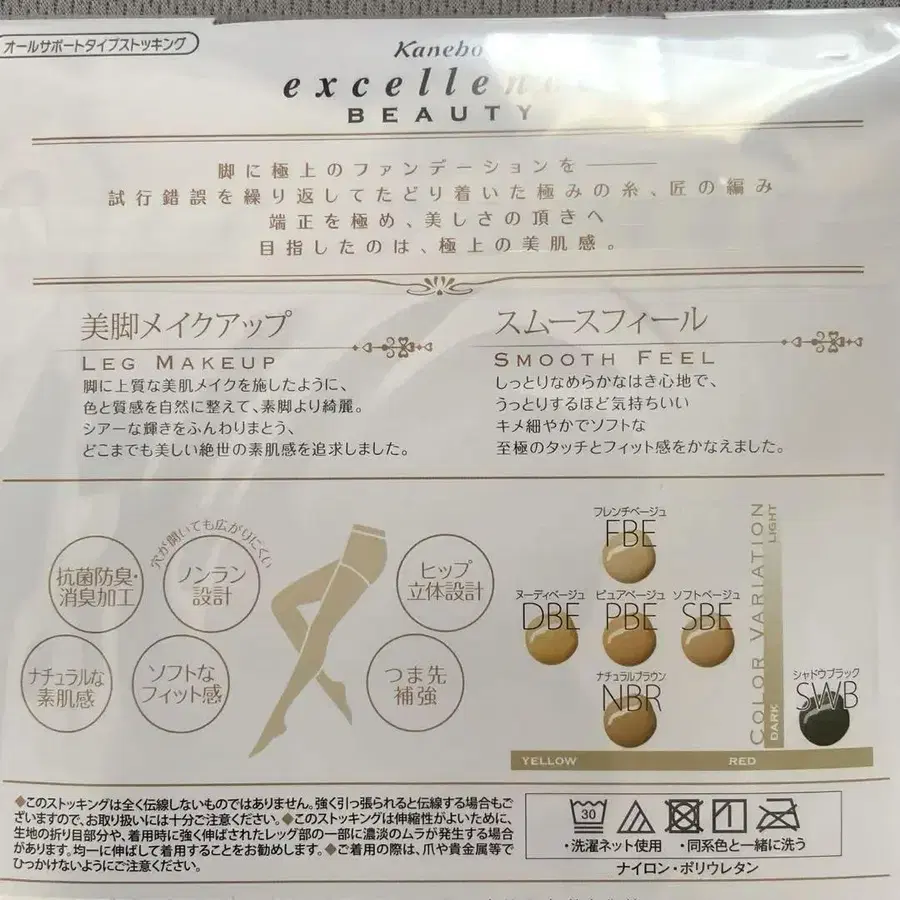 オールサポートタイプストッキング
Kanebo
excellence
BEAUTY
脚に極上のファンデーションを――
試行錯誤を繰り返してたどり着いた極みの糸、匠の編み
端正を極め、美しさの頂きへ
目指したのは、極上の美肌感。
美脚メイクアップ
LEG MAKEUP
脚に上質な美肌メイクを施したように、
色と質感を自然に整えて、素脚より綺麗。
シアーな輝きをふんわりまとう、
どこまでも美しい絶世の素肌感を追求しました。
スムースフィール
SMOOTH FEEL
しっとりなめらかなはき心地で、
うっとりするほど気持ちいい
キメ細やかでソフトな
至極のタッチとフィット感をかなえました。
抗菌防臭・
消臭加工
穴が開いても広がりにくい
ノンラン
設計
ヒップ
立体設計
ナチュラルな
素肌感
ソフトな
フィット感
つま先
補強
フレンチベージュ
FBE
ヌーディベージュ
DBE
ピュアベージュ
PBE
ソフトベージュ
SBE
ナチュラルブラウン
NBR
シャドウブラック
SWB
COLOR VARIATION
LIGHT
DARK
YELLOW
RED
◆このストッキングは全く伝線しないものではありません。強く引っ張られると伝線する場合もご
ざいますので、お取り扱いには十分ご注意ください。◆このストッキングは伸縮性がよいために、
生地の折り目部分や、着用時に強く伸ばされたレッグ部の一部に濃淡のムラが発生する場合
があります。均一に伸ばして着用することをお勧めします。◆ご着用の際は、爪や貴金属等で
ひっかけないようにご注意ください。
30
・洗濯ネット使用 ・同系色と一緒に洗う
ナイロン・ポリウレタン